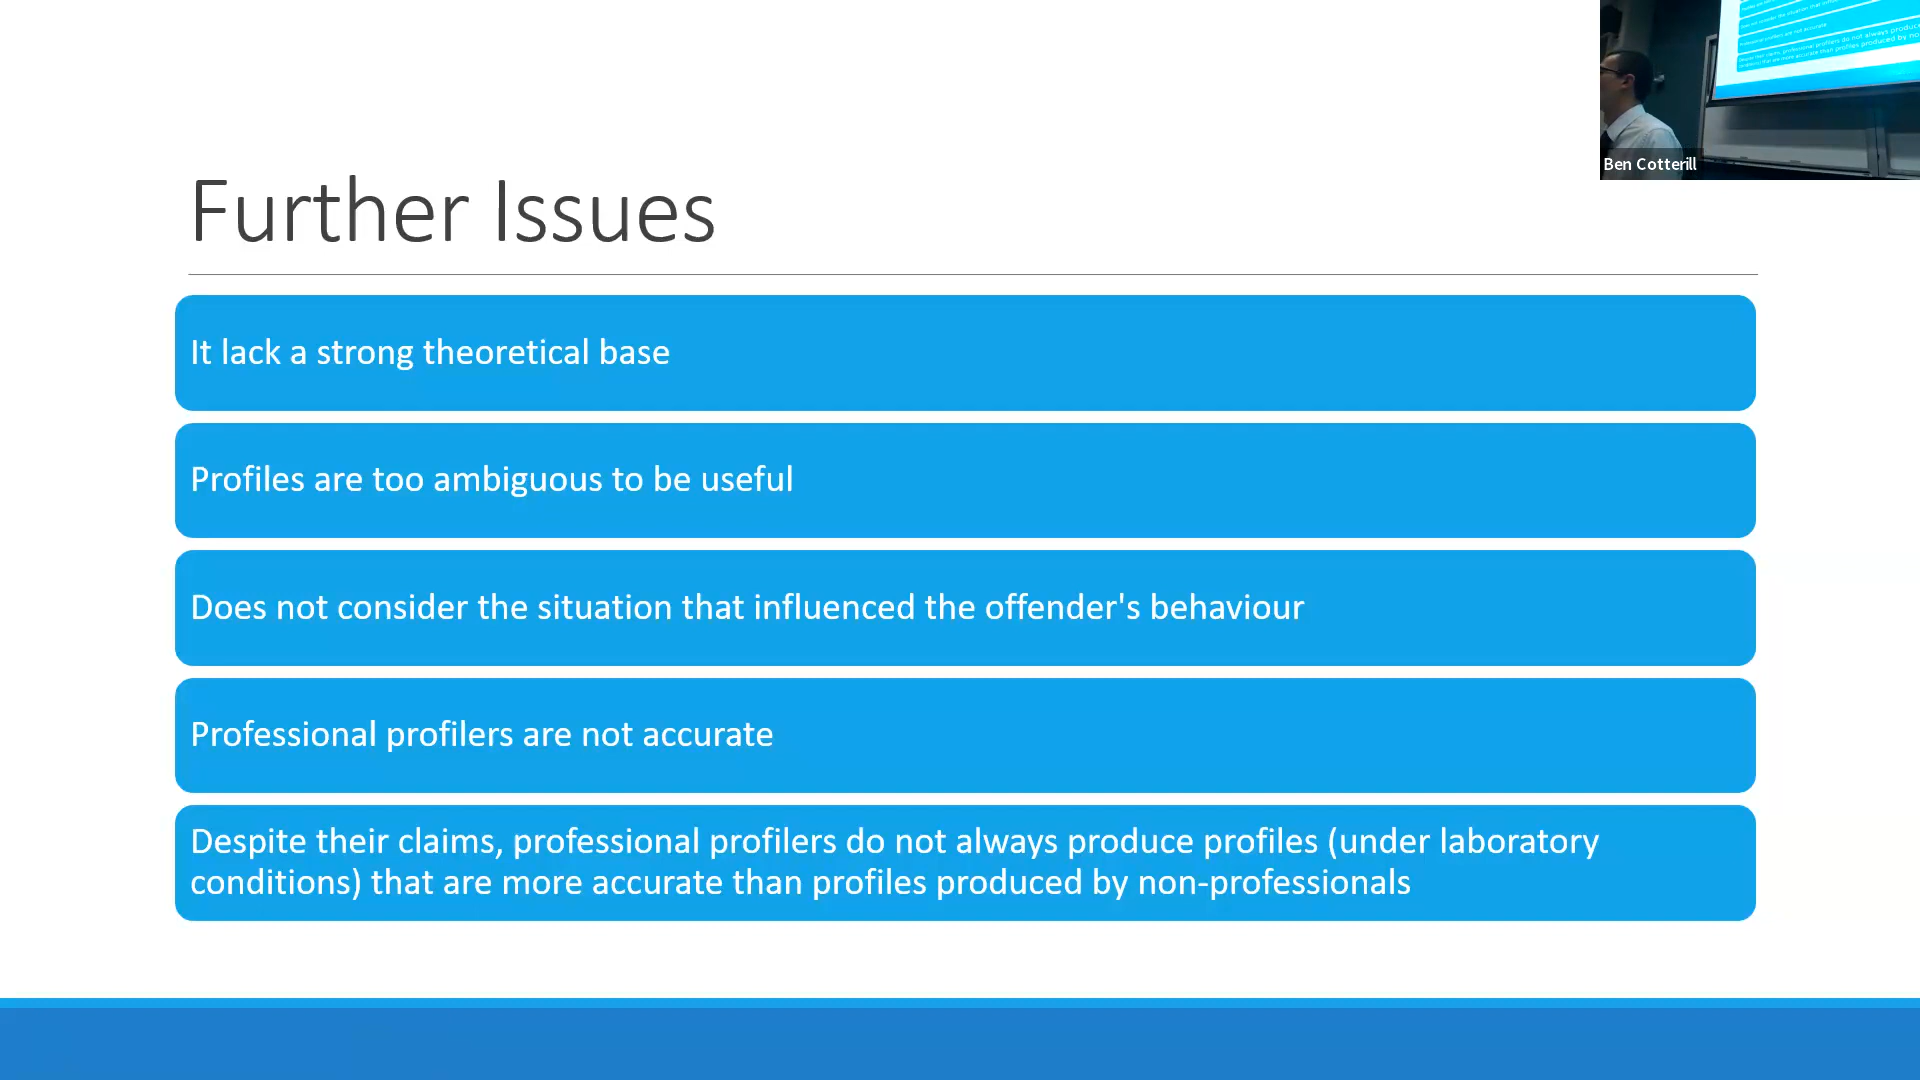 Further Issues
It lack a strong theoretical base
Profiles are too ambiguous to be useful
Does not consider the situation that influenced the offender's behaviour
Professional profilers are not accurate
Despite their claims, professional profilers do not always produce profiles (under laboratory
conditions) that are more accurate than profiles produced by non-professionals
Ben Cotterill